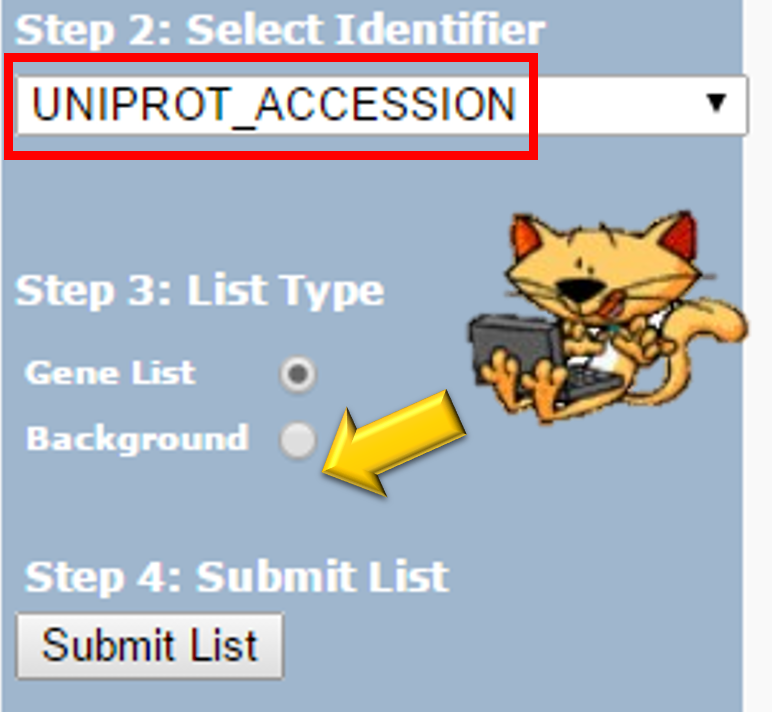 Step 2: Select Identifier
UNIPROT_ACCESSION
Step 3: List Type
Gene List
Background
Step 4: Submit List
Submit List